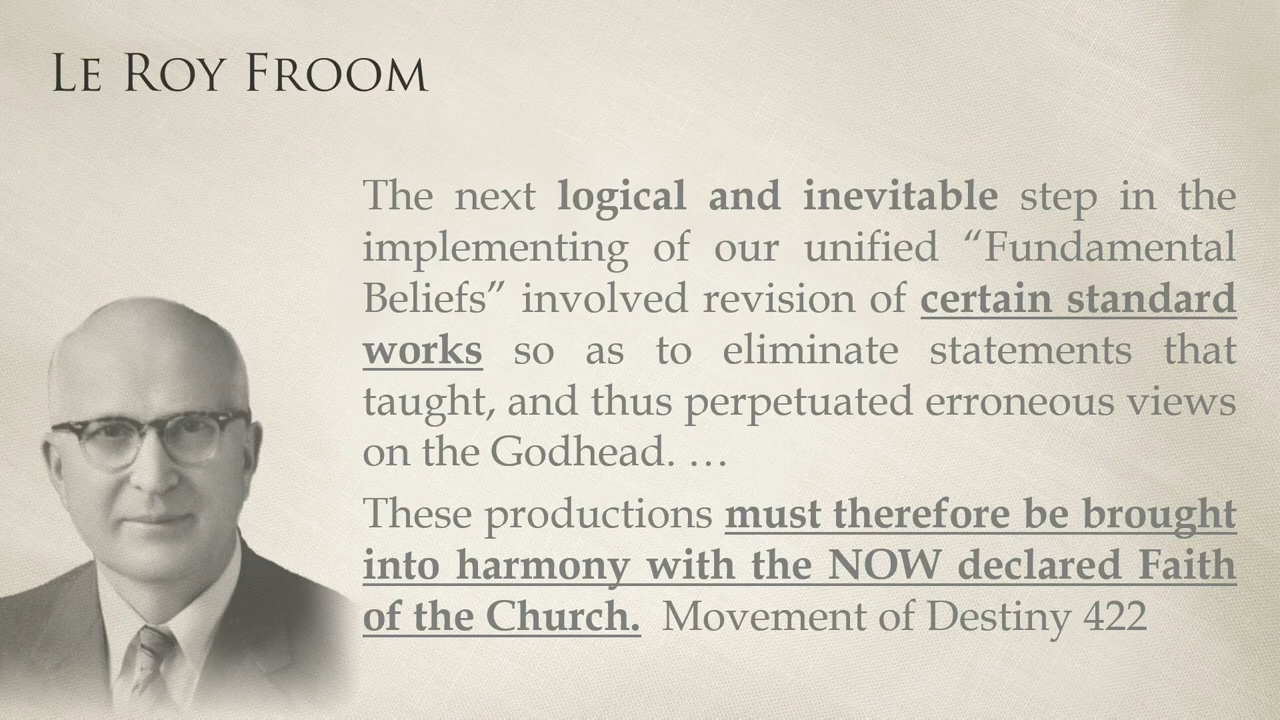 Le Roy Froom
The next logical and inevitable step in the
implementing of our unified “Fundamental
Beliefs” involved revision of certain standard
works so as to eliminate statements that
taught, and thus perpetuated erroneous views
on the Godhead. …
These productions must therefore be brought
into harmony with the NOW declared Faith
of the Church. Movement of Destiny 422